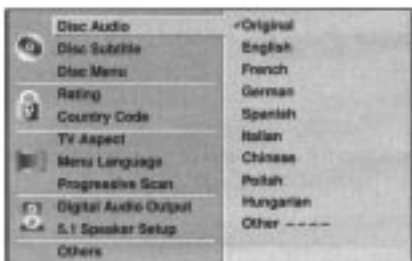 Disc Audio
Disc Subtitle
Disc Menu
Rating
Country Code
TV Aspect
Menu Language
Progressive Scan
Digital Audio Output
5.1 Speaker Setup
Others
✓Original
English
French
German
Spanish
Italian
Chinese
Polish
Hungarian
Other ––––